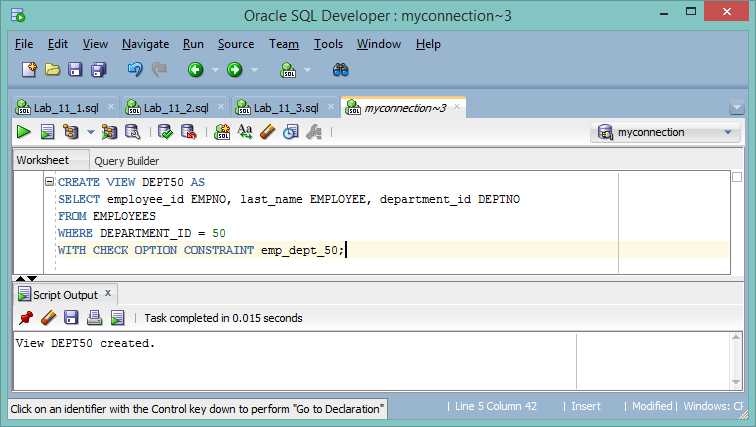 Oracle SQL Developer : myconnection~3
File Edit View Navigate Run Source Team Tools Window Help
SQL
Lab_11_1.sql Lab_11_2.sql Lab_11_3.sql myconnection~3
Aa myconnection
Worksheet Query Builder
CREATE VIEW DEPT50 AS
SELECT employee_id EMPNO, last_name EMPLOYEE, department_id DEPTNO
FROM EMPLOYEES
WHERE DEPARTMENT_ID = 50
WITH CHECK OPTION CONSTRAINT emp_dept_50;
Script Output x
Task completed in 0.015 seconds
View DEPT50 created.
Click on an identifier with the Control key down to perform "Go to Declaration" Line 5 Column 42 Insert Modified Windows: CF